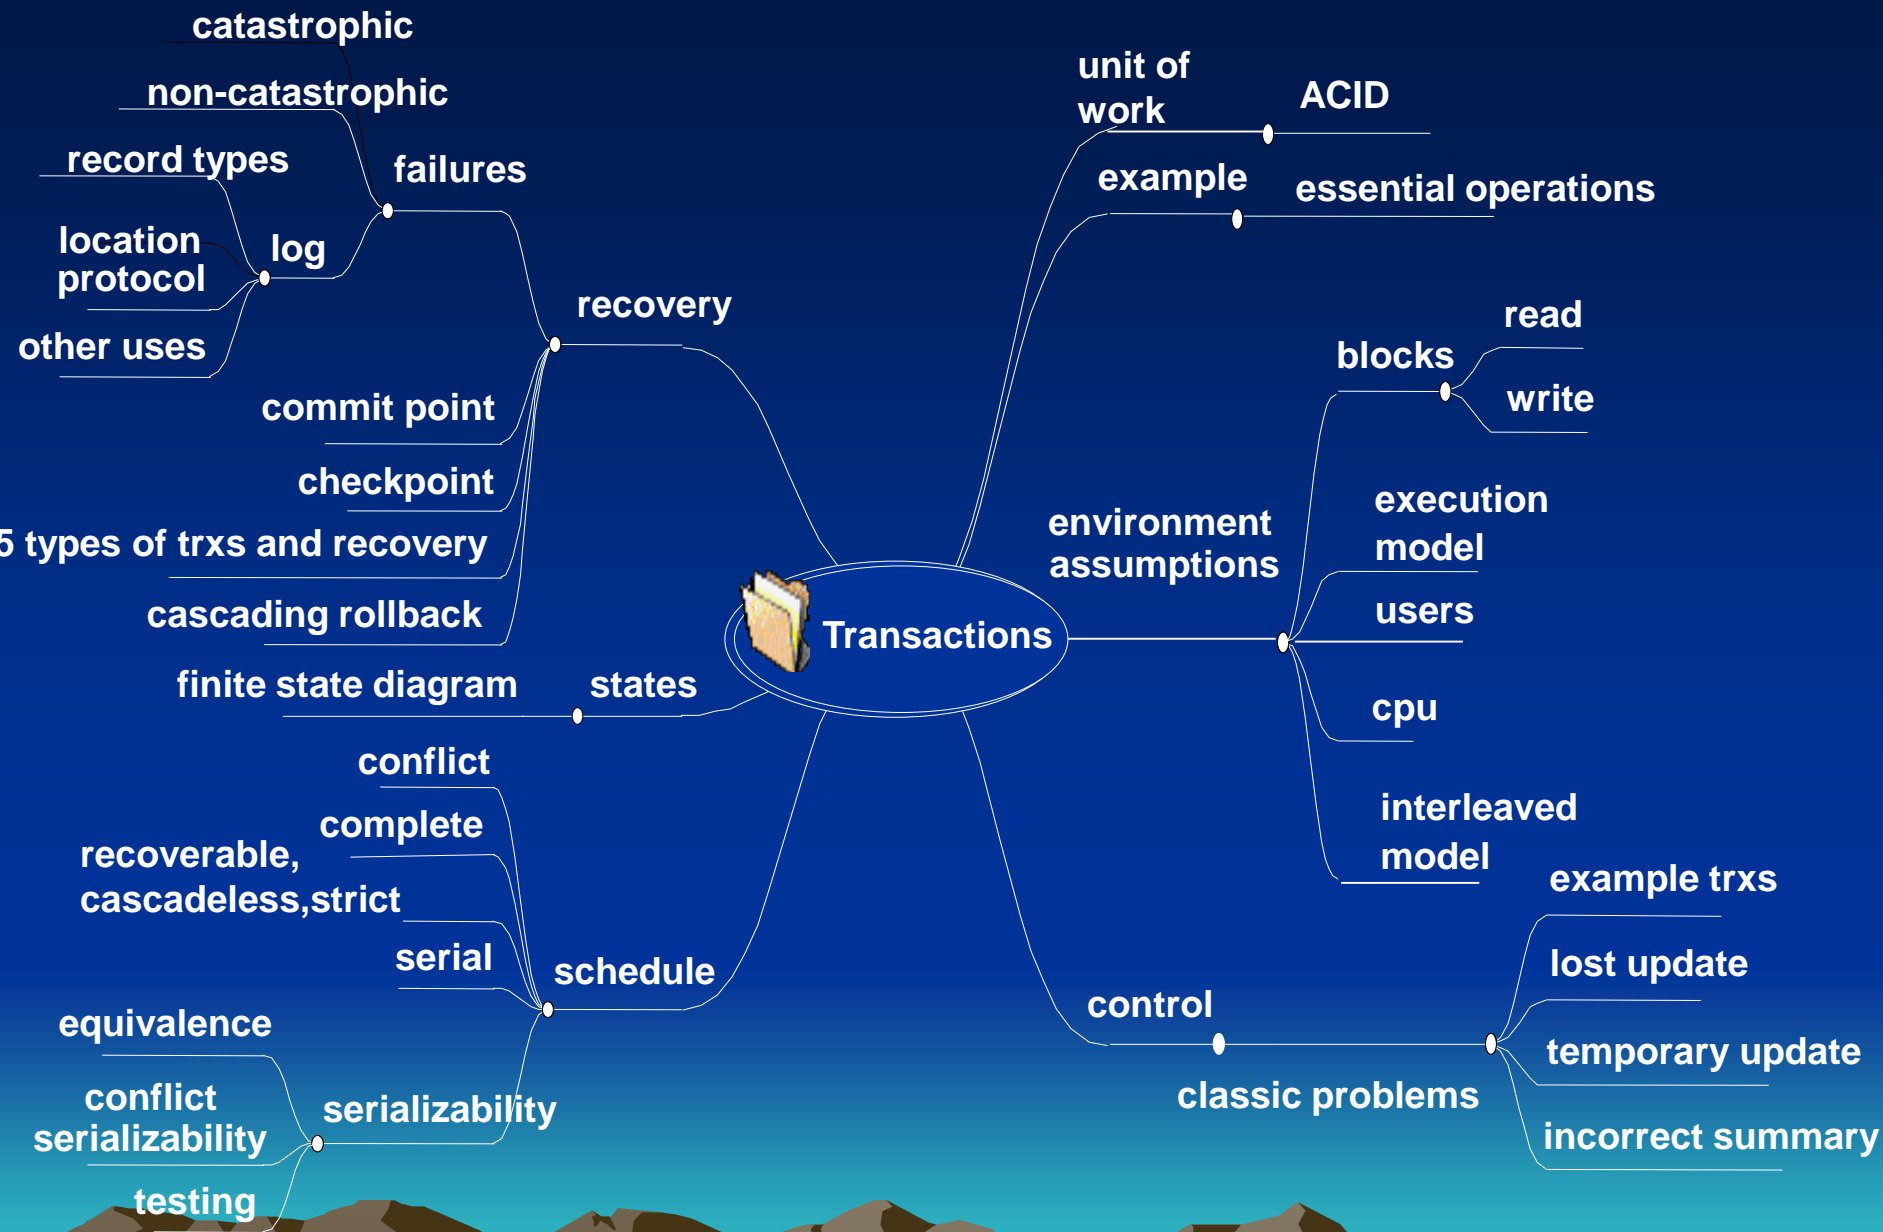 catastrophic
non-catastrophic
record types
failures
location
protocol
log
other uses
recovery
commit point
checkpoint
5 types of trxs and recovery
cascading rollback
finite state diagram
states
conflict
complete
recoverable,
cascadeless,strict
serial
schedule
equivalence
conflict
serializability
serializability
testing
Transactions
unit of
work
ACID
example
essential operations
read
blocks
write
environment
assumptions
execution
model
users
cpu
interleaved
model
example trxs
lost update
control
temporary update
classic problems
incorrect summary